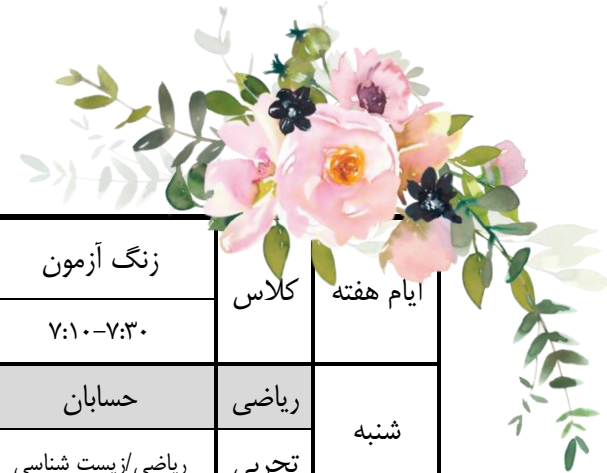 ایام هفته کلاس زنگ آزمون
۷:۱۰-۷:۳۰
شنبه ریاضی حسابان
تجربی ریاضی/زیست شناسی